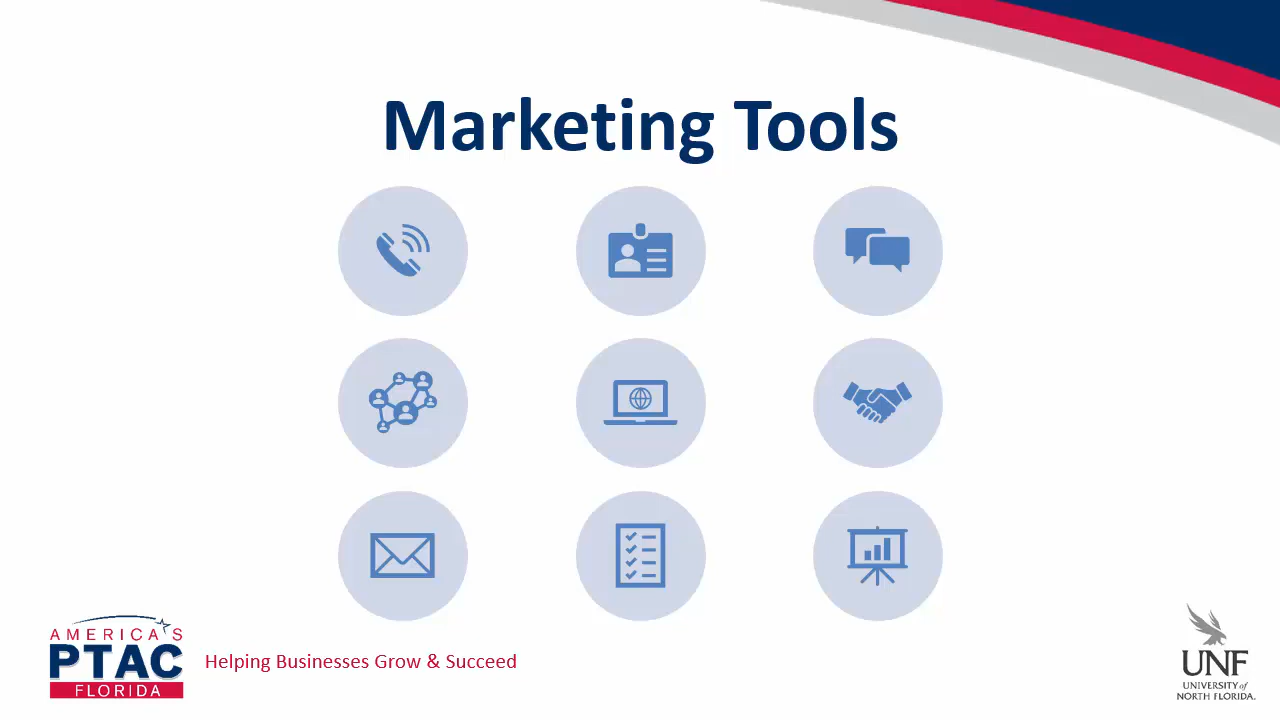 Marketing Tools
AMERICA'S
PTAC
FLORIDA
Helping Businesses Grow & Succeed
UNF
UNIVERSITY of
NORTH FLORIDA.